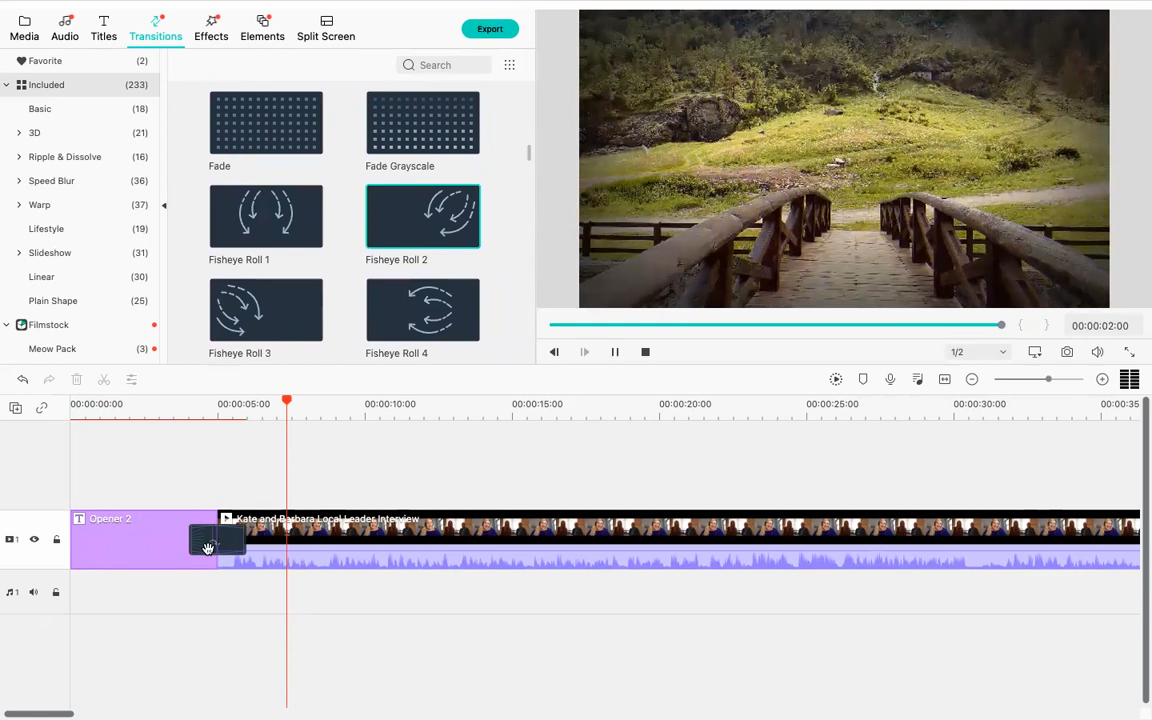 Media Audio Titles Transitions Effects Elements Split Screen Export
Favorite (2)
Included (233)
Basic (18)
3D (21)
Ripple & Dissolve (16)
Speed Blur (36)
Warp (37)
Lifestyle (19)
Slideshow (31)
Linear (30)
Plain Shape (25)
Filmstock
Meow Pack (3)
Search
Fade Fade Grayscale
Fisheye Roll 1 Fisheye Roll 2
Fisheye Roll 3 Fisheye Roll 4
00:00:02:00
1/2
00:00:00:00 00:00:05:00 00:00:10:00 00:00:15:00 00:00:20:00 00:00:25:00 00:00:30:00 00:00:35
Opener 2 Kate and Barbara Local Leader Interview
1
1